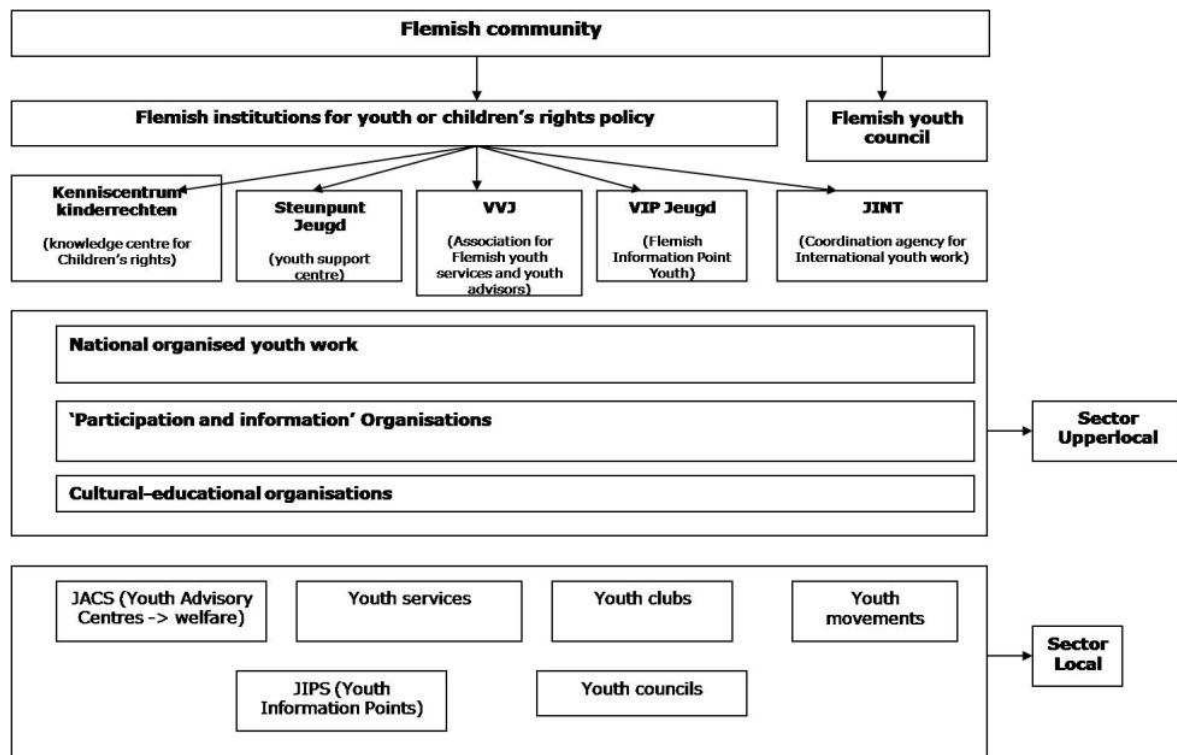 Flemish community
Flemish institutions for youth or children's rights policy
Flemish youth
council
Kenniscentrum
kinderrechten
(knowledge centre for
Children's rights)
Steunpunt
Jeugd
(youth support
centre)
VVJ
(Association for
Flemish youth
services and youth
advisors)
VIP Jeugd
(Flemish
Information Point
Youth)
JINT
(Coordination agency for
International youth work)
National organised youth work
'Participation and information' Organisations
Cultural-educational organisations
Sector
Upperlocal
JACS (Youth Advisory
Centres -> welfare)
Youth services
Youth clubs
Youth
movements
JIPS (Youth
Information Points)
Youth councils
Sector
Local